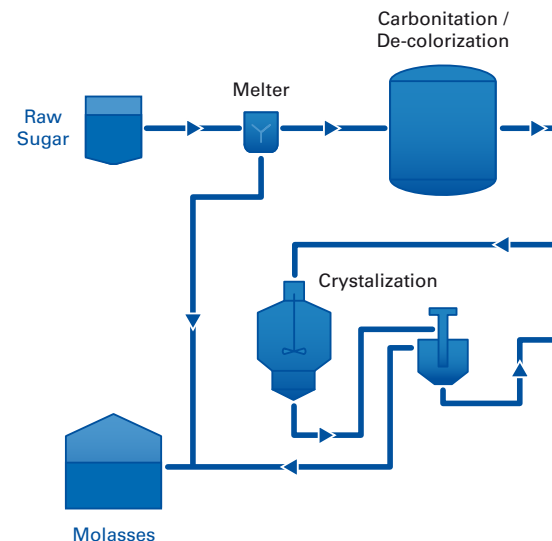 Carbonitation /
De-colorization
Melter
Raw
Sugar
Crystalization
Molasses